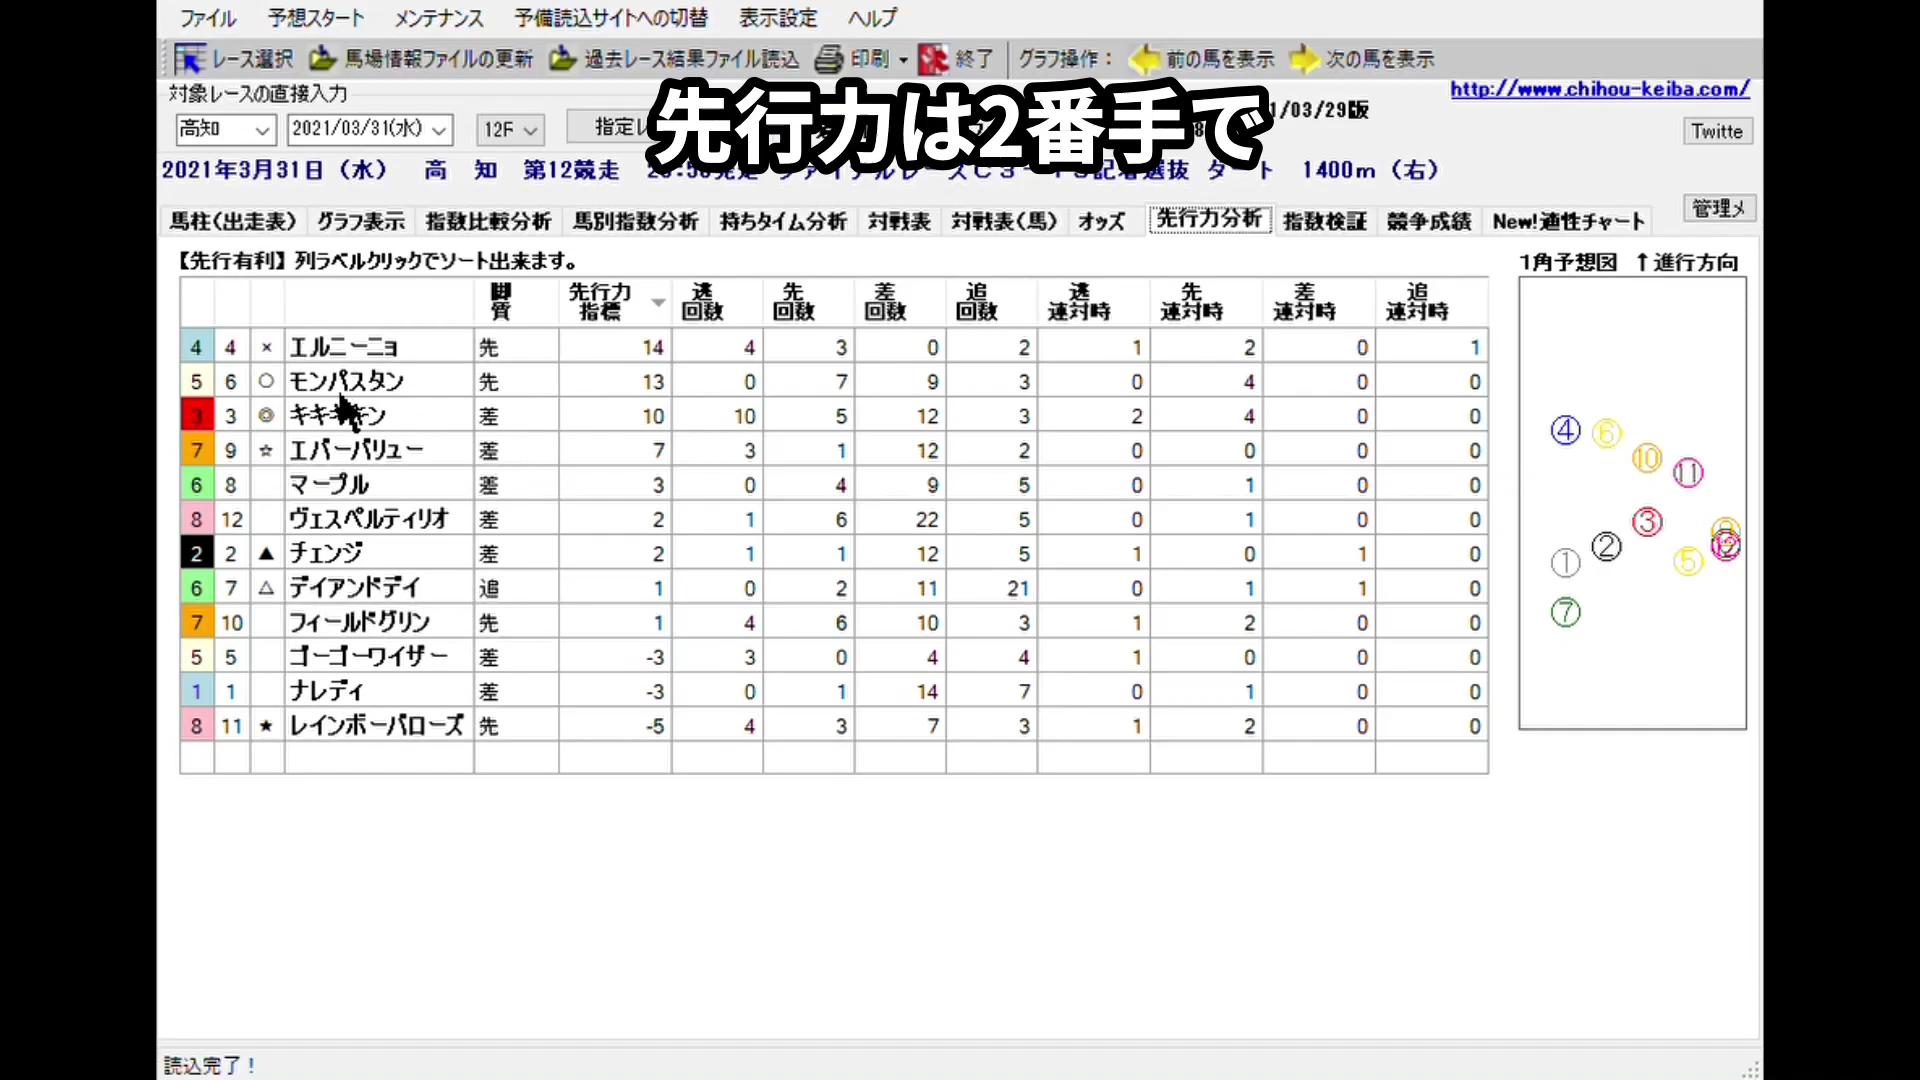 ファイル 予想スタート メンテナンス 予備読込サイトへの切替 表示設定 ヘルプ
レース選択 馬場情報ファイルの更新 過去レース結果ファイル読込 印刷 終了 グラフ操作： 前の馬を表示 次の馬を表示
対象レースの直接入力
http://www.chihou-keiba.com/
先行力は2番手で
1/03/29版
高知 2021/03/31(水) 12F 指定レ
Twitte
2021年3月31日（水） 高 知 第12競走 1400m（右）
管理メ
馬柱(出走表) グラフ表示 指数比較分析 馬別指数分析 持ちタイム分析 対戦表 対戦表(馬) オッズ 先行力分析 指数検証 競争成績 New!適性チャート
【先行有利】列ラベルクリックでソート出来ます。
1角予想図 ↑進行方向
脚質 先行力指標 逃回数 先回数 差回数 追回数 逃連対時 先連対時 差連対時 追連対時
4 4 × エルニーニョ 先 14 4 3 0 2 1 2 0 1
5 6 ○ モンパスタン 先 13 0 7 9 3 0 4 0 0
3 3 ◎ キキ ン 差 10 10 5 12 3 2 4 0 0
7 9 ☆ エバーバリュー 差 7 3 1 12 2 0 0 0 0
6 8 マープル 差 3 0 4 9 5 0 1 0 0
8 12 ヴェスペルティリオ 差 2 1 6 22 5 0 1 0 0
2 2 ▲ チェンジ 差 2 1 1 12 5 1 0 1 0
6 7 △ デイアンドデイ 追 1 0 2 11 21 0 1 1 0
7 10 フィールドグリン 先 1 4 6 10 3 1 2 0 0
5 5 ゴーゴーワイザー 差 -3 3 0 4 4 1 0 0 0
1 1 ナレディ 差 -3 0 1 14 7 0 1 0 0
8 11 ★ レインボーバローズ 先 -5 4 3 7 3 1 2 0 0
④ ⑥
⑩ ⑪
③
① ② ⑤
⑦
読込完了！